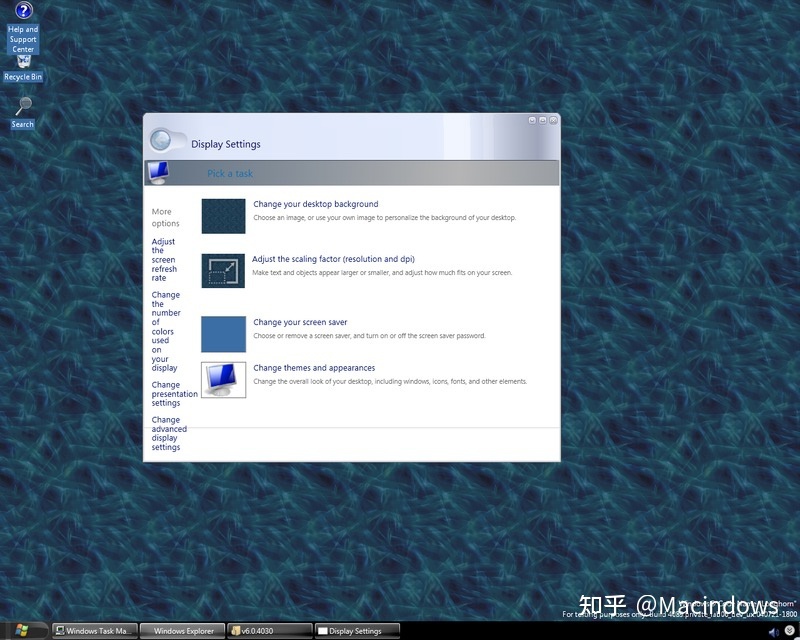 Help and
Support
Center
Recycle Bin
Search
Display Settings
Pick a task
More
options
Adjust
the
screen
refresh
rate
Change
the
number
of
colors
used
on
your
display
Change
presentation
settings
Change
advanced
display
settings
Change your desktop background
Choose an image, or use your own image to personalize the background of your desktop.
Adjust the scaling factor (resolution and dpi)
Make text and objects appear larger or smaller, and adjust how much fits on your screen.
Change your screen saver
Choose or remove a screen saver, and turn on or off the screen saver password.
Change themes and appearances
Change the overall look of your desktop, including windows, icons, fonts, and other elements.
知乎 @Macindows
For testing purposes only.
Windows Task Ma...
Windows Explorer
v6.0.4030
Display Settings